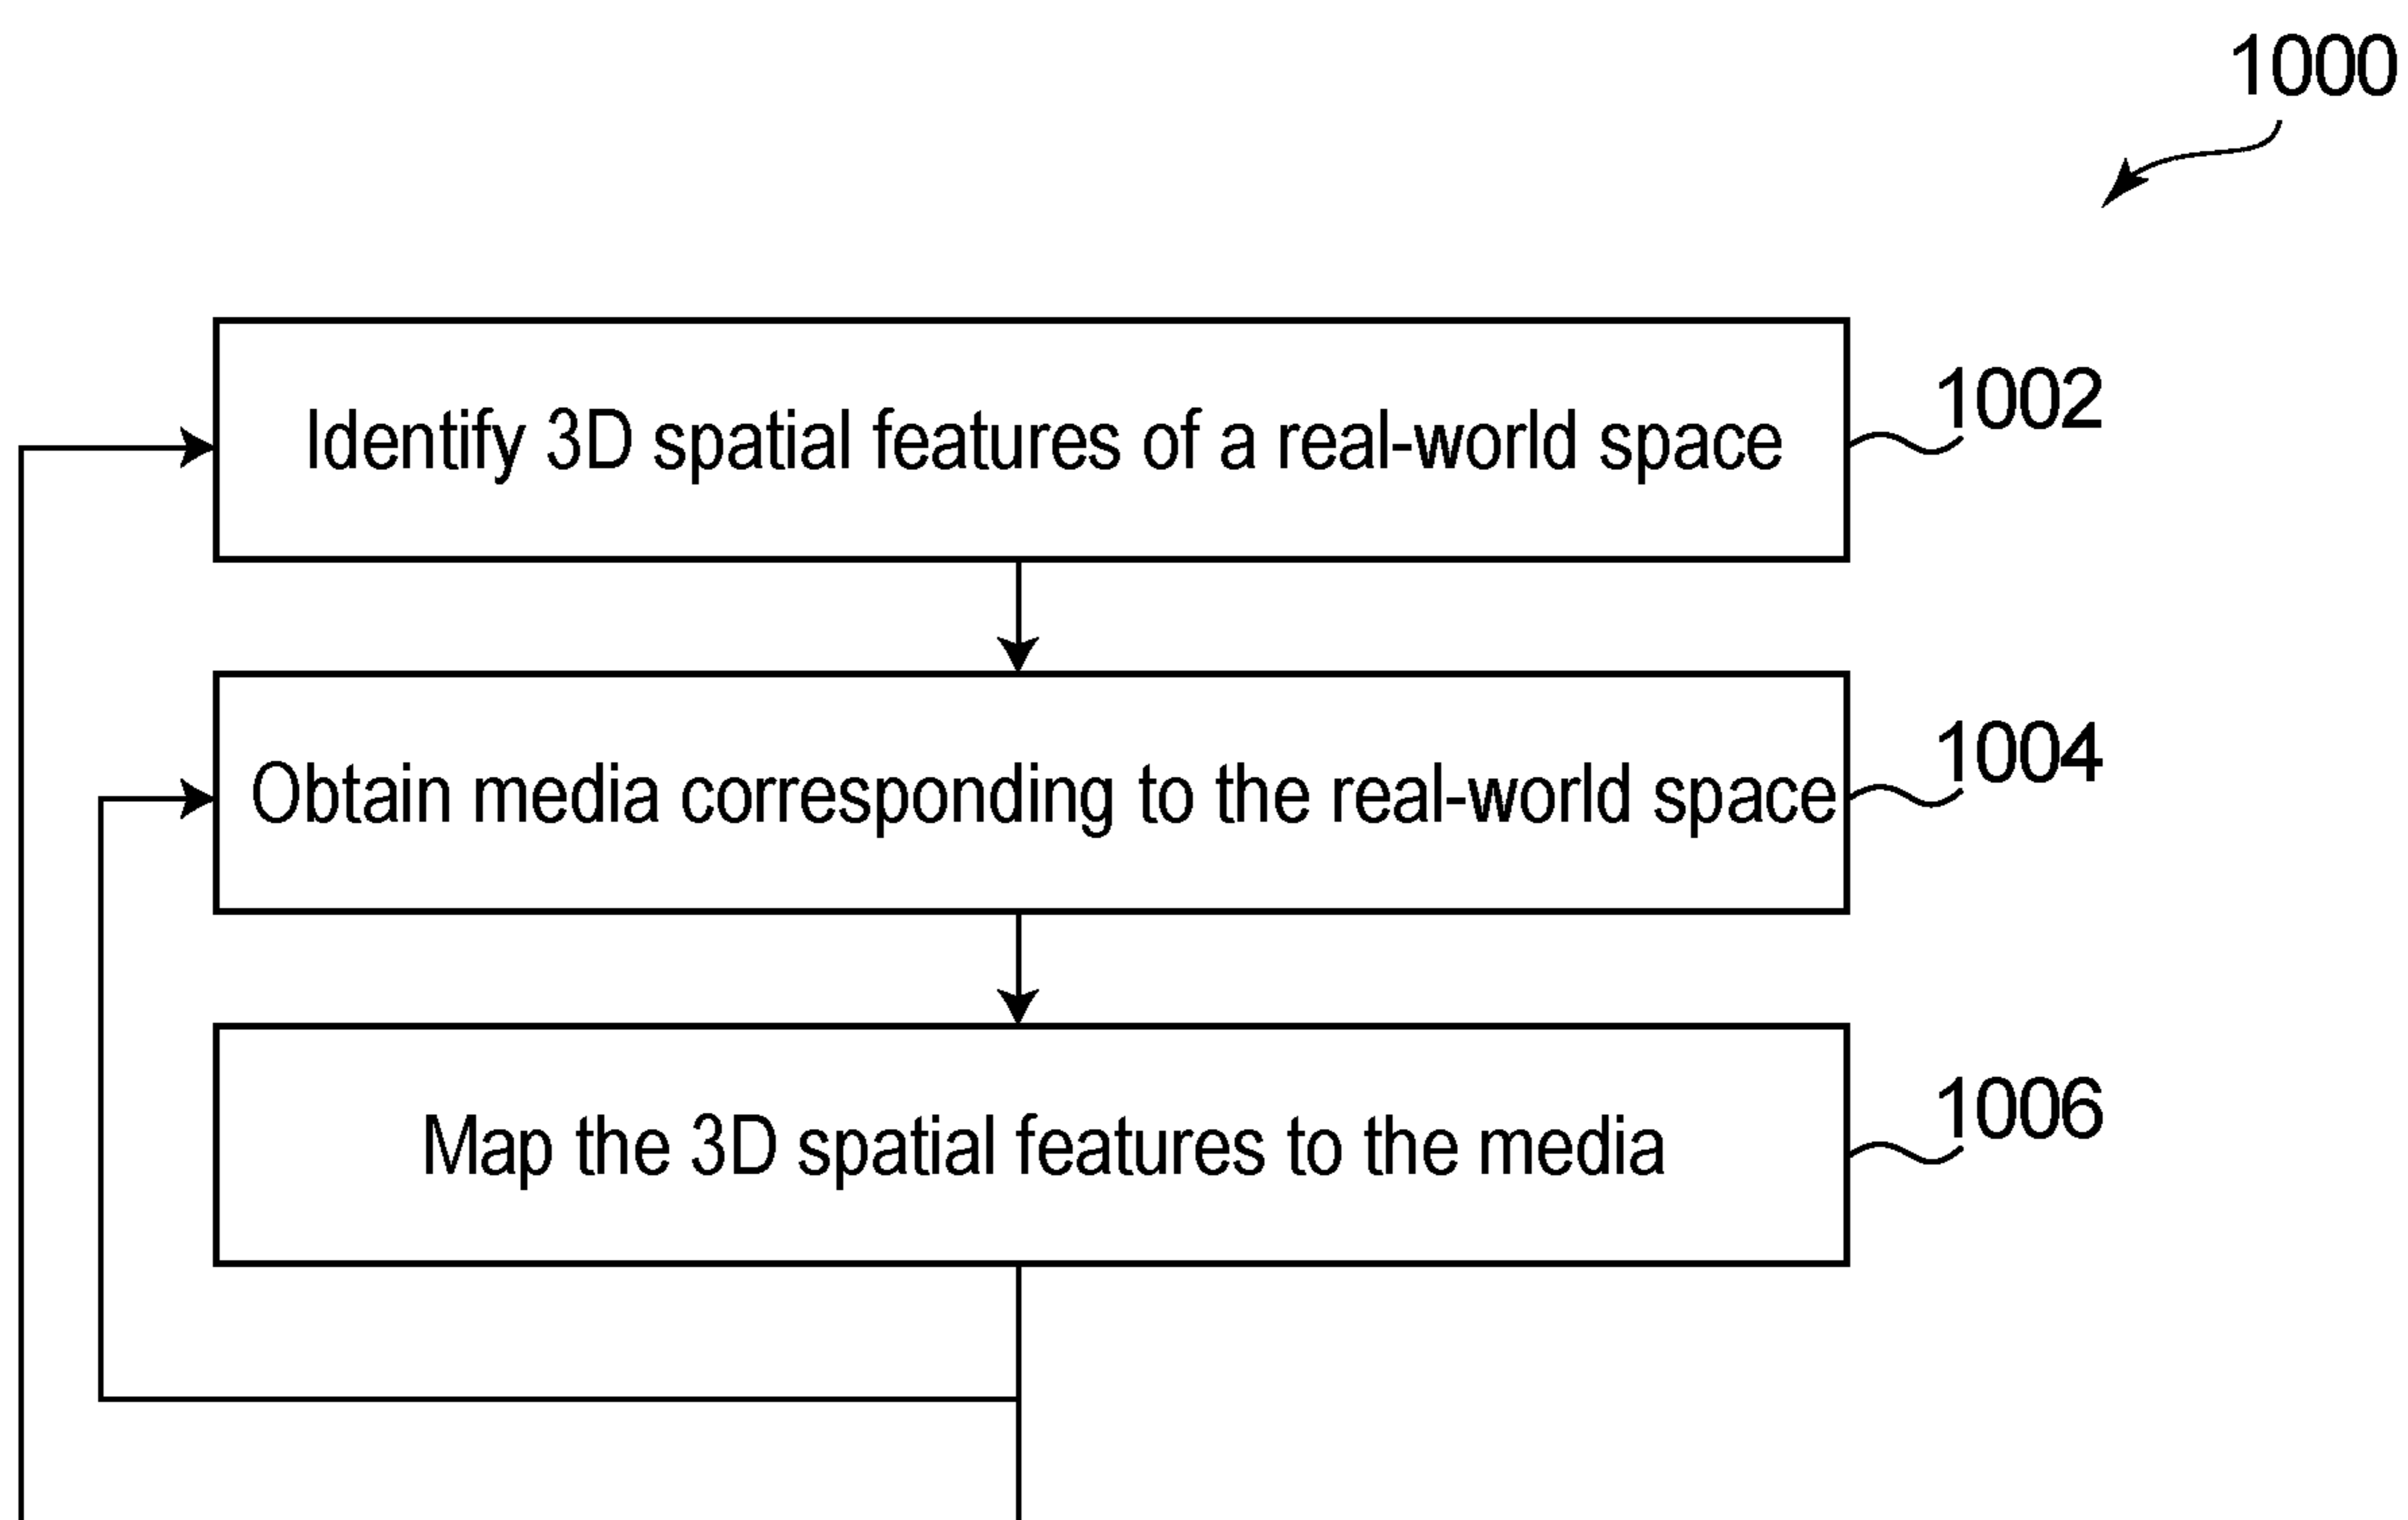 1000
Identify 3D spatial features of a real-world space
1002
Obtain media corresponding to the real-world space
1004
Map the 3D spatial features to the media
1006